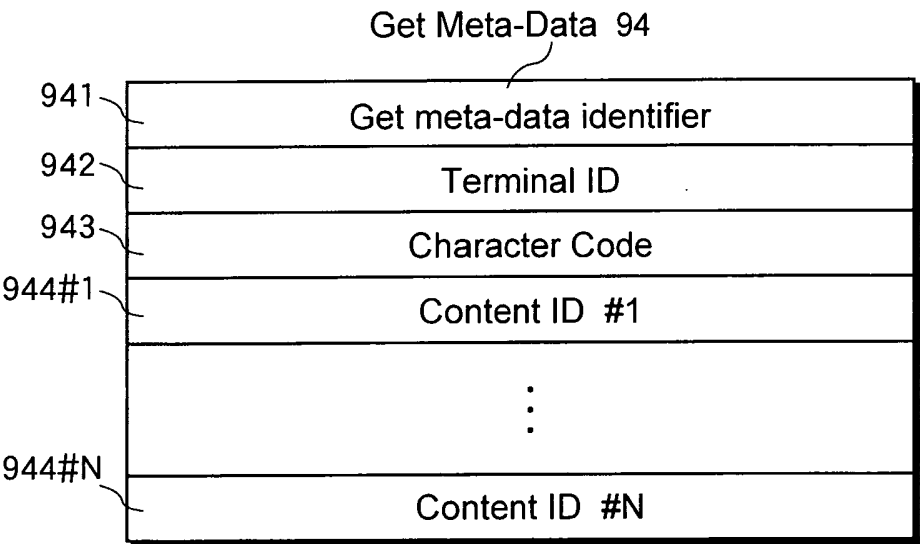 Get Meta-Data 94
941
Get meta-data identifier
942
Terminal ID
943
Character Code
944#1
Content ID #1
⋮
944#N
Content ID #N